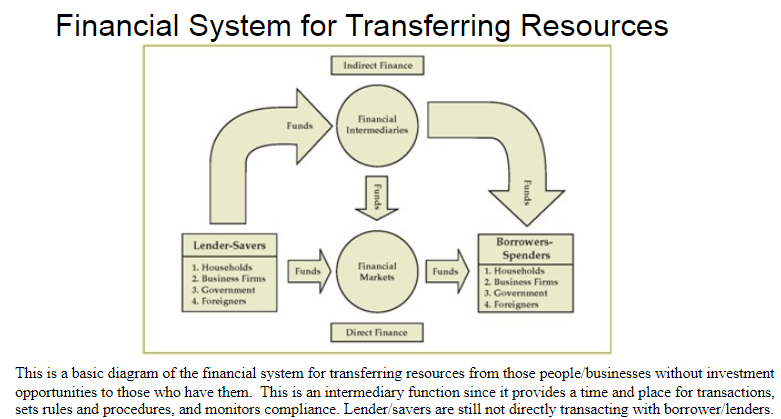 Financial System for Transferring Resources
Indirect Finance
Funds
Financial
Intermediaries
Funds
Funds
Lender-Savers
1. Households
2. Business Firms
3. Government
4. Foreigners
Funds
Financial
Markets
Funds
Borrowers-
Spenders
1. Households
2. Business Firms
3. Government
4. Foreigners
Direct Finance
This is a basic diagram of the financial system for transferring resources from those people/businesses without investment
opportunities to those who have them.  This is an intermediary function since it provides a time and place for transactions,
sets rules and procedures, and monitors compliance. Lender/savers are still not directly transacting with borrower/lenders,